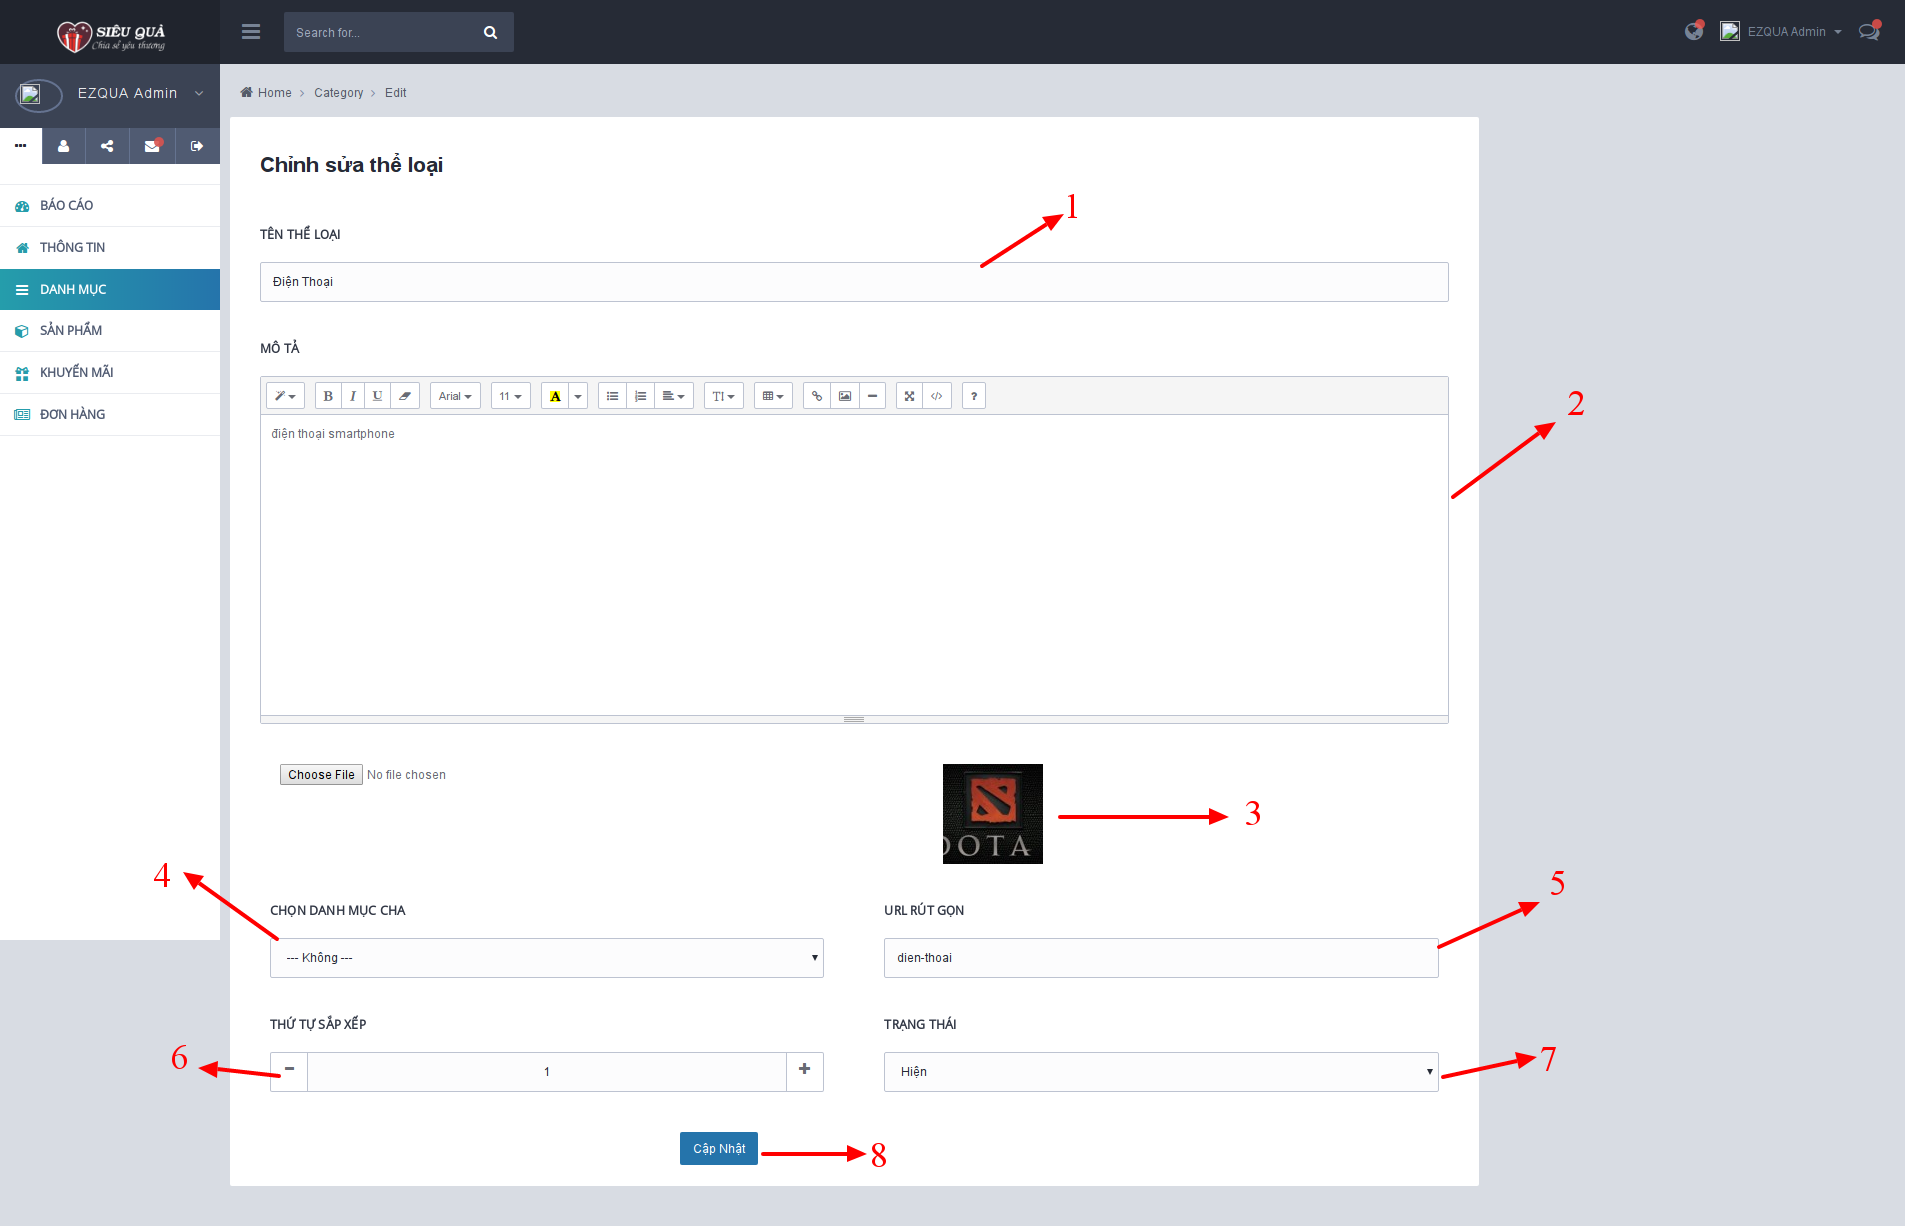 SIÊU QUÀ
Chia sẻ yêu thương
Search for...
EZQUA Admin
EZQUA Admin
Home > Category > Edit
BÁO CÁO
THÔNG TIN
DANH MỤC
SẢN PHẨM
KHUYẾN MÃI
ĐƠN HÀNG
Chỉnh sửa thể loại
1
TÊN THỂ LOẠI
Điện Thoại
MÔ TẢ
B I U Arial 11 A TI </> ?
2
điện thoại smartphone
Choose File No file chosen
DOTA
3
4
5
CHỌN DANH MỤC CHA
URL RÚT GỌN
--- Không ---
dien-thoai
THỨ TỰ SẮP XẾP
TRẠNG THÁI
6
1
Hiện
7
Cập Nhật
8